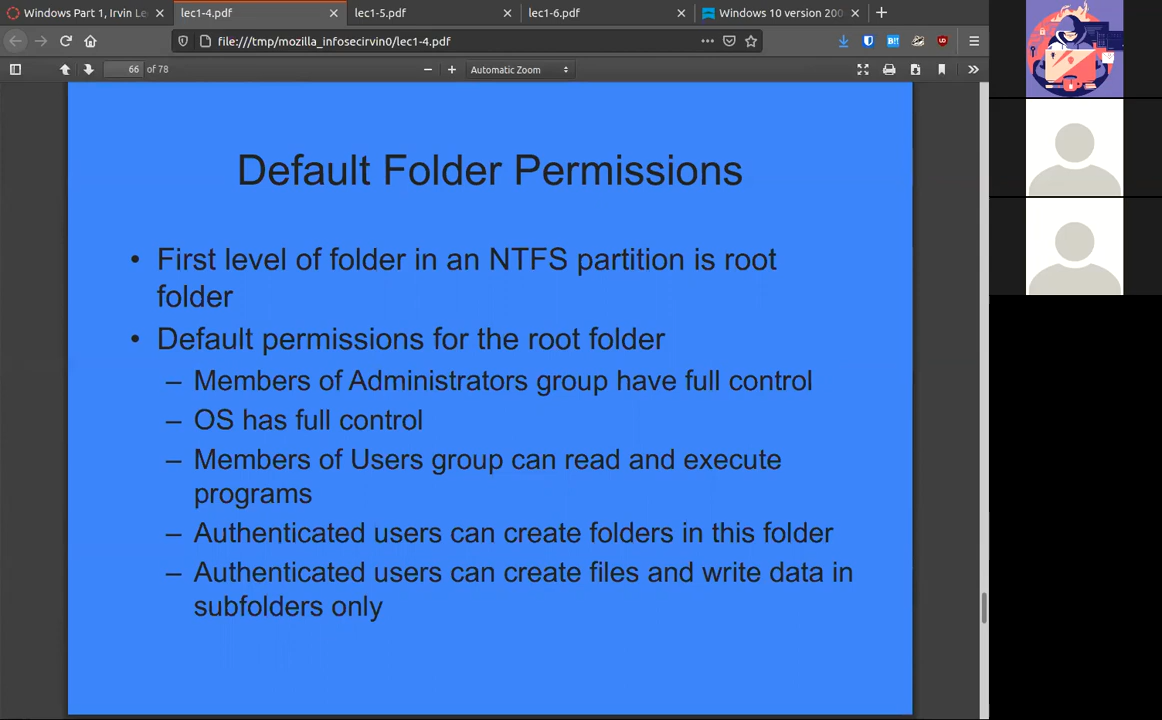 Windows Part 1, Irvin Le
lec1-4.pdf
lec1-5.pdf
lec1-6.pdf
Windows 10 version 200
file:///tmp/mozilla_infosecirvin0/lec1-4.pdf
66 of 78
Automatic Zoom
Default Folder Permissions
• First level of folder in an NTFS partition is root
folder
• Default permissions for the root folder
– Members of Administrators group have full control
– OS has full control
– Members of Users group can read and execute
programs
– Authenticated users can create folders in this folder
– Authenticated users can create files and write data in
subfolders only